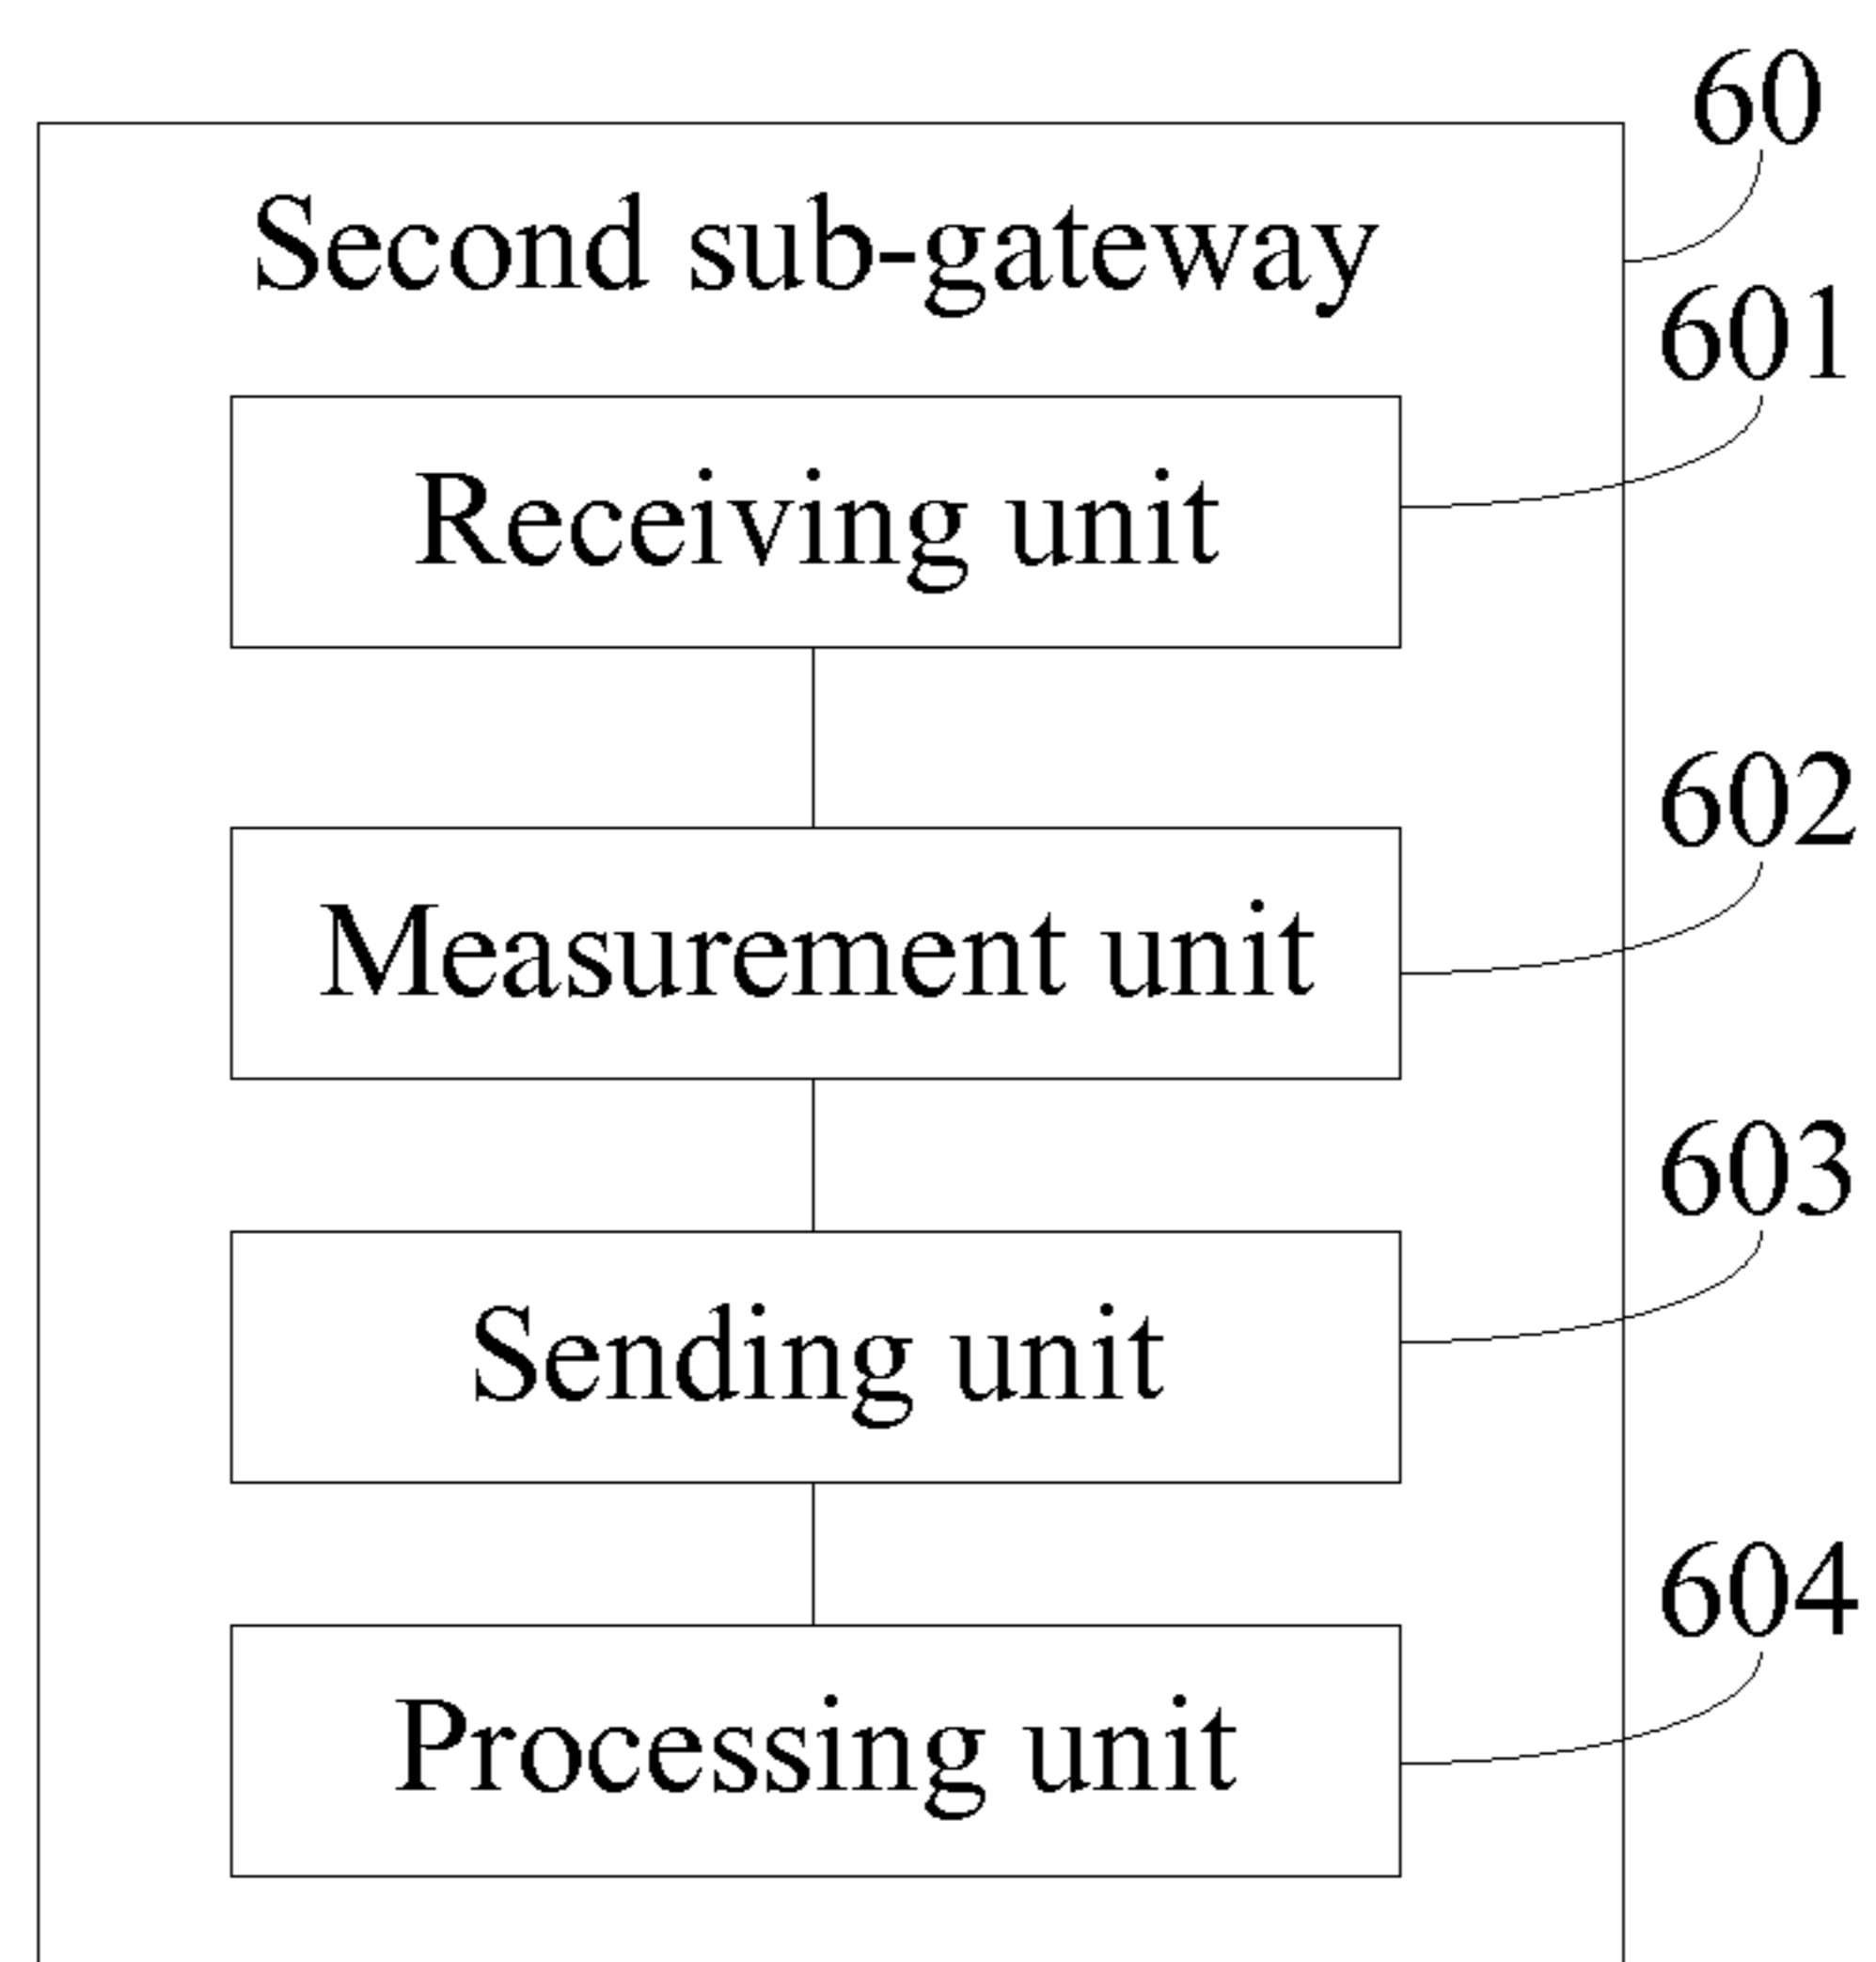 60
Second sub-gateway
601
Receiving unit
602
Measurement unit
603
Sending unit
604
Processing unit